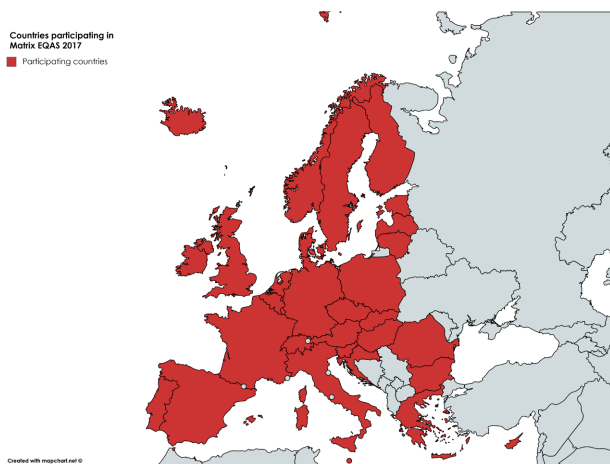 Countries participating in
Matrix EQAS 2017
Participating countries
Created with mapchart.net ©